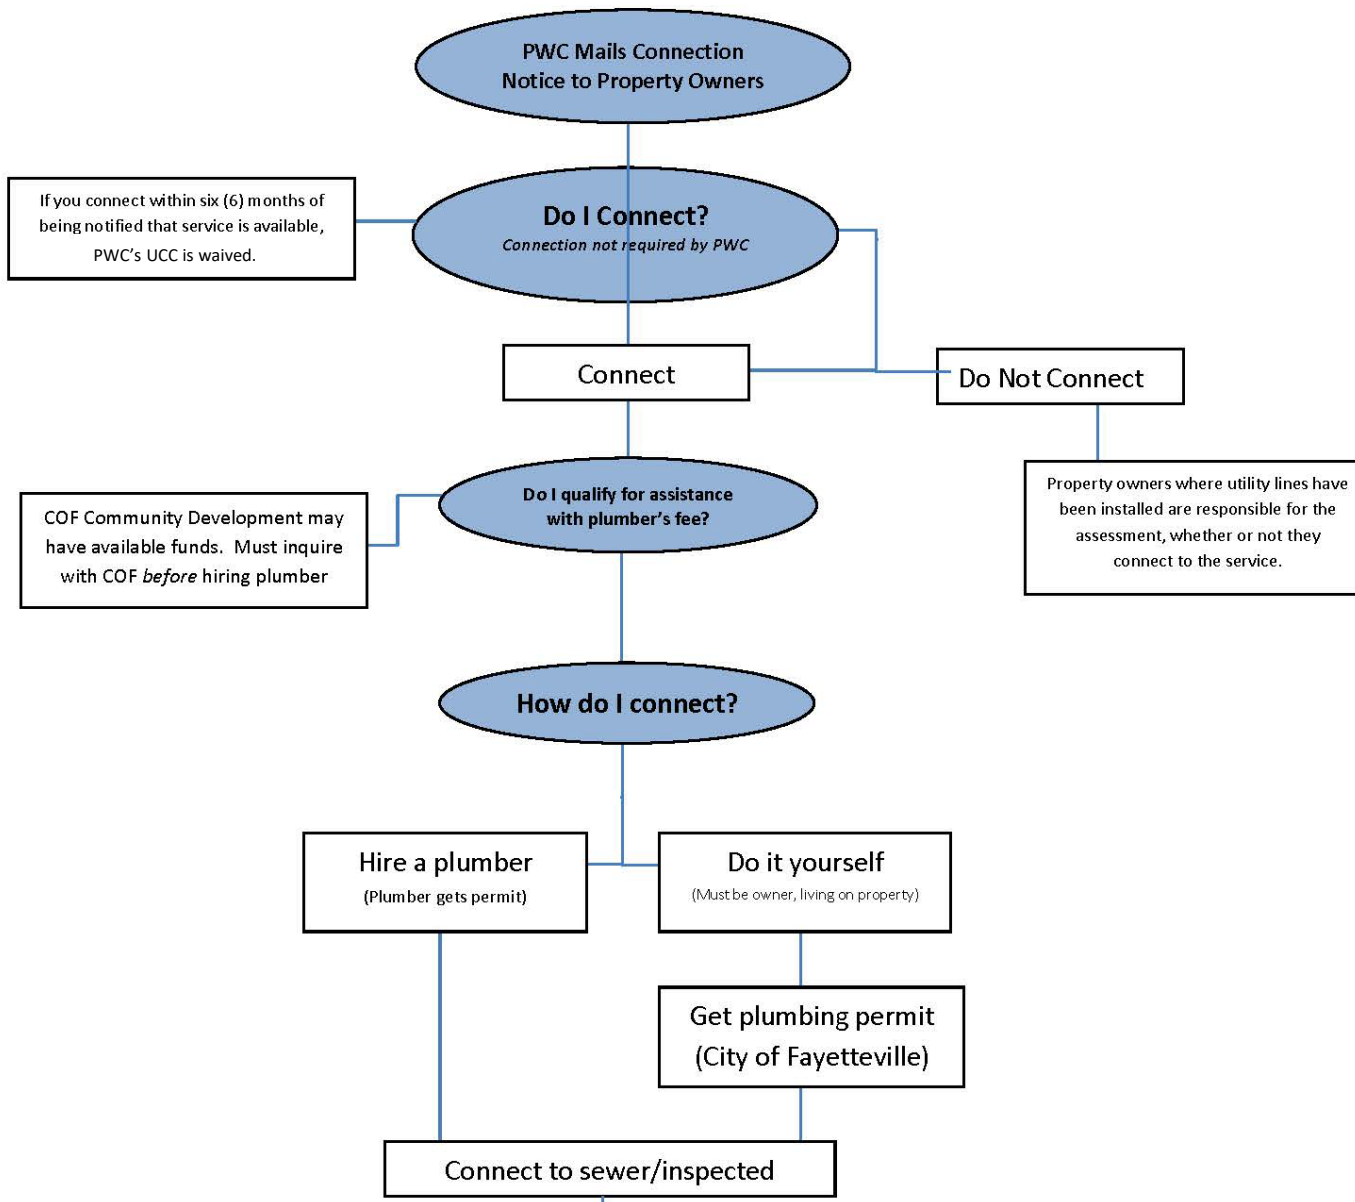 PWC Mails Connection
Notice to Property Owners
If you connect within six (6) months of
being notified that service is available,
PWC's UCC is waived.
Do I Connect?
Connection not required by PWC
Connect
Do Not Connect
Do I qualify for assistance
with plumber's fee?
COF Community Development may
have available funds.  Must inquire
with COF before hiring plumber
Property owners where utility lines have
been installed are responsible for the
assessment, whether or not they
connect to the service.
How do I connect?
Hire a plumber
(Plumber gets permit)
Do it yourself
(Must be owner, living on property)
Get plumbing permit
(City of Fayetteville)
Connect to sewer/inspected